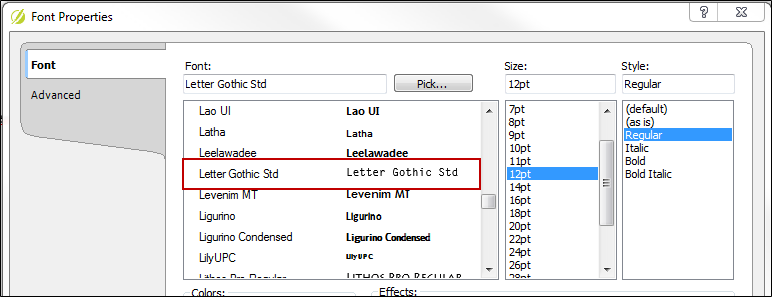 Font Properties
Font
Advanced
Font:
Letter Gothic Std
Pick...
Lao UI Lao UI
Latha Latha
Leelawadee Leelawadee
Letter Gothic Std Letter Gothic Std
Levenim MT Levenim MT
Ligurino Ligurino
Ligurino Condensed Ligurino Condensed
LilyUPC LilyUPC
Lithos Pro Regular LITHOS PRO REGULAR
Size:
12pt
7pt
8pt
9pt
10pt
11pt
12pt
14pt
16pt
18pt
20pt
22pt
24pt
26pt
28pt
Style:
Regular
(default)
(as is)
Regular
Italic
Bold
Bold Italic
Colors:
Effects: